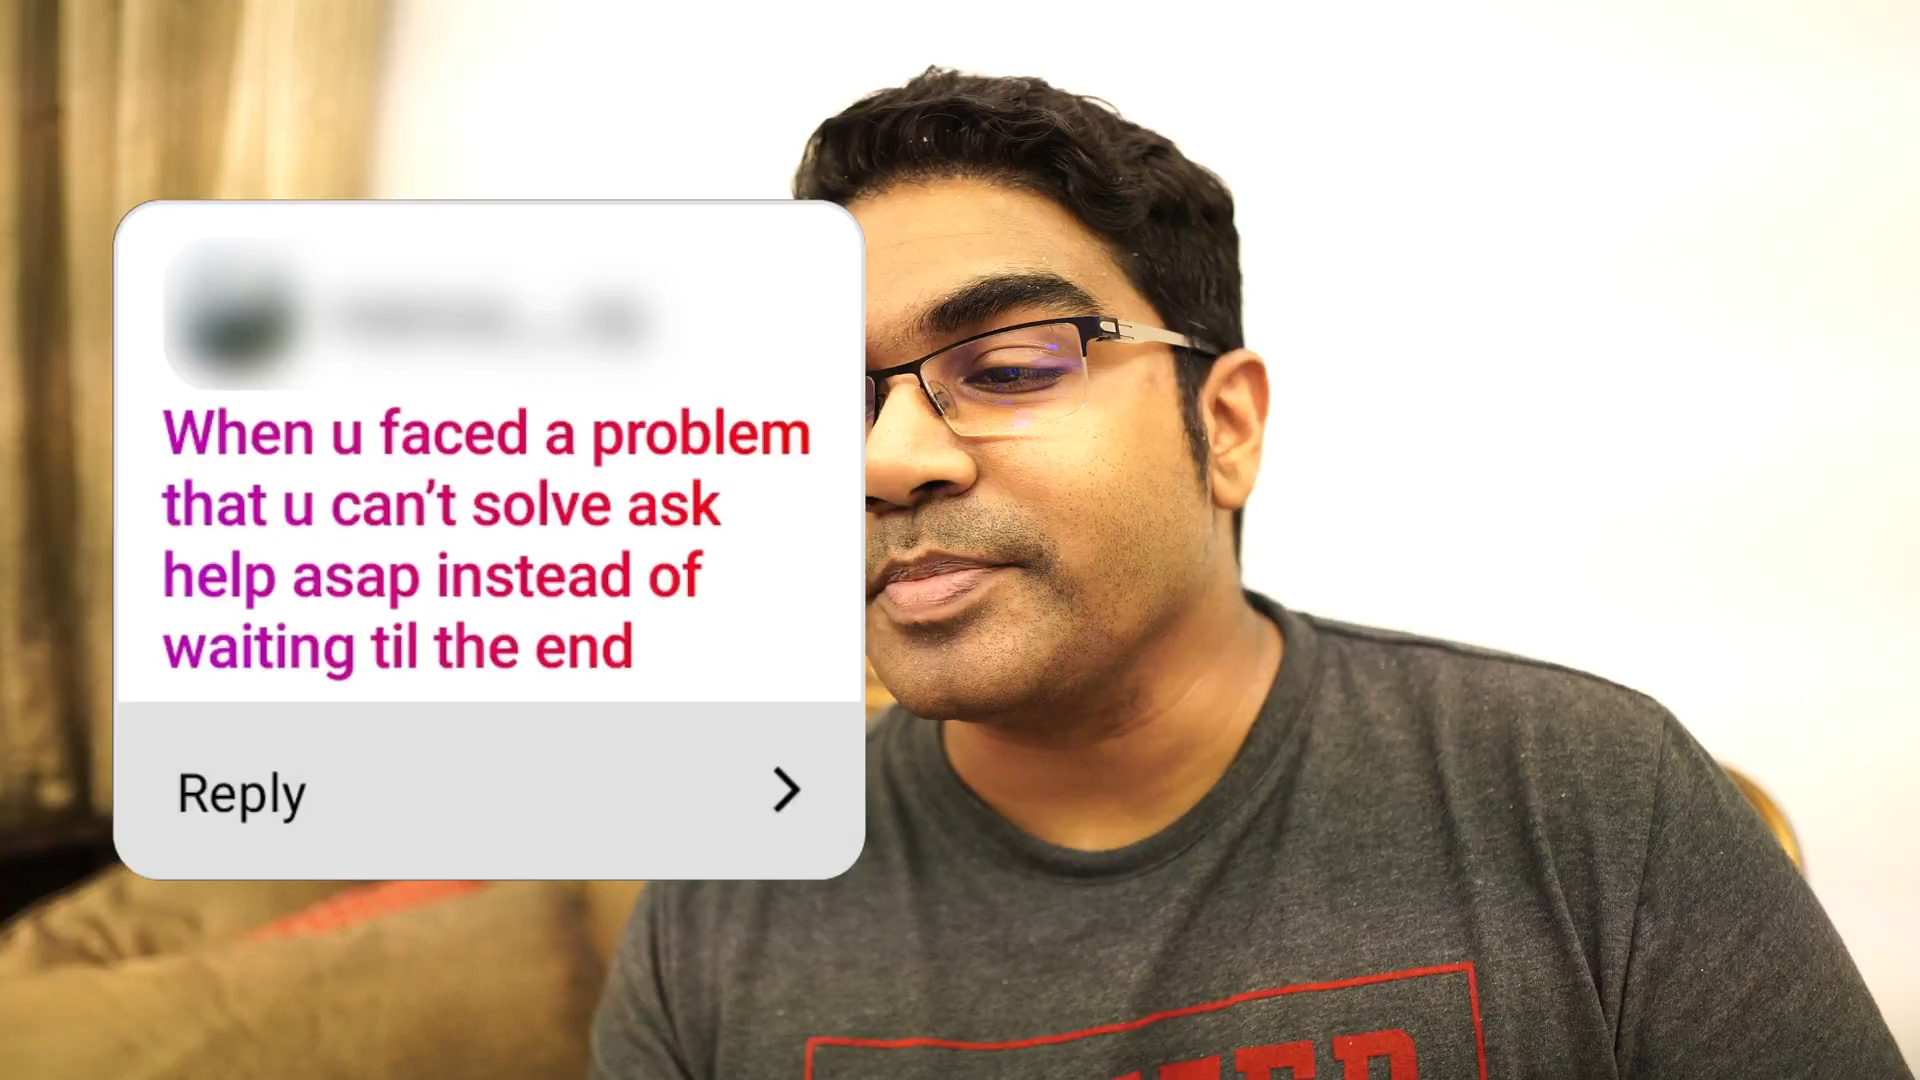 When u faced a problem
that u can’t solve ask
help asap instead of
waiting til the end
Reply